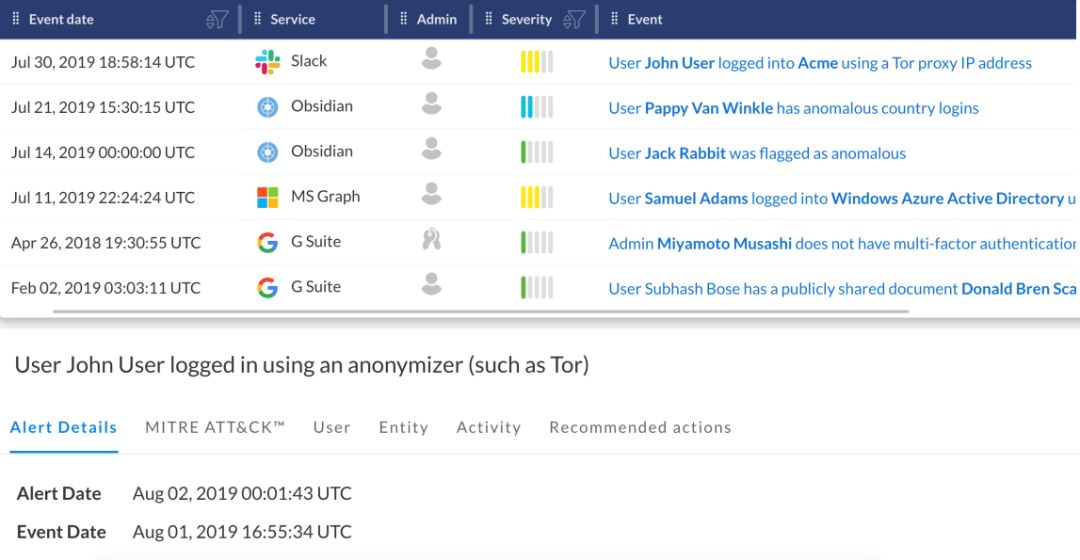 Event date Service Admin Severity Event
Jul 30, 2019 18:58:14 UTC Slack User John User logged into Acme using a Tor proxy IP address
Jul 21, 2019 15:30:15 UTC Obsidian User Pappy Van Winkle has anomalous country logins
Jul 14, 2019 00:00:00 UTC Obsidian User Jack Rabbit was flagged as anomalous
Jul 11, 2019 22:24:24 UTC MS Graph User Samuel Adams logged into Windows Azure Active Directory u
Apr 26, 2018 19:30:55 UTC G Suite Admin Miyamoto Musashi does not have multi-factor authentication
Feb 02, 2019 03:03:11 UTC G Suite User Subhash Bose has a publicly shared document Donald Bren Sca
User John User logged in using an anonymizer (such as Tor)
Alert Details MITRE ATT&CK™ User Entity Activity Recommended actions
Alert Date Aug 02, 2019 00:01:43 UTC
Event Date Aug 01, 2019 16:55:34 UTC